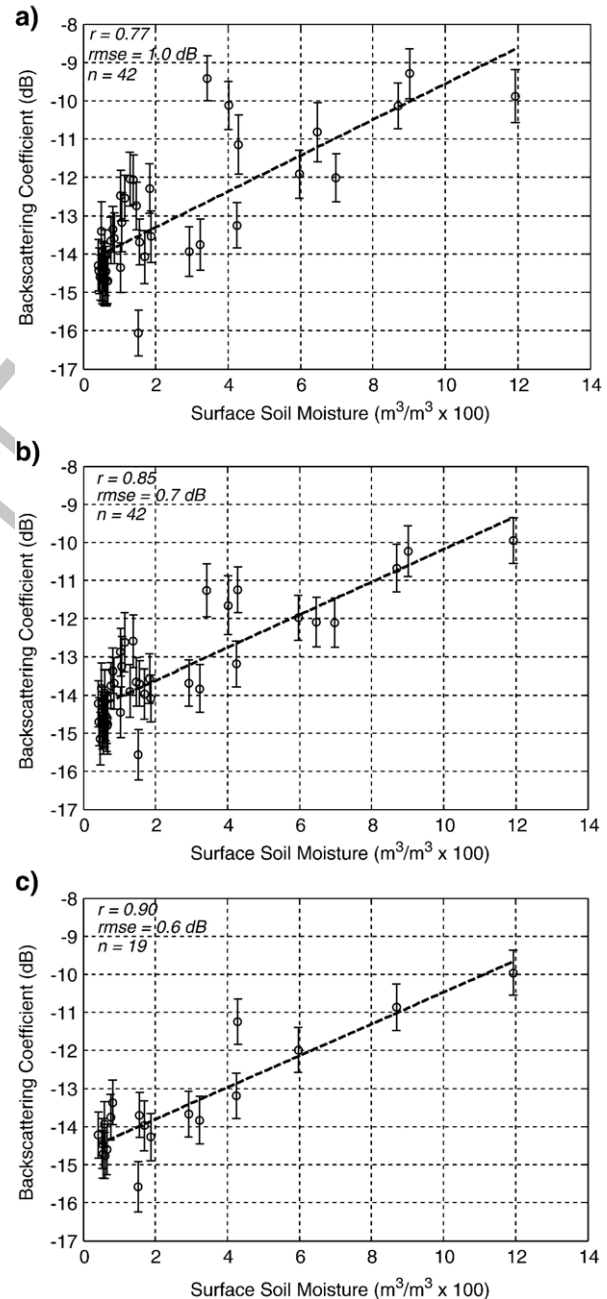 a)
r = 0.77
rmse = 1.0 dB
n = 42
-8
-9
-10
-11
-12
-13
-14
-15
-16
-17
Backscattering Coefficient (dB)
0 2 4 6 8 10 12 14
Surface Soil Moisture (m³/m³ x 100)
b)
r = 0.85
rmse = 0.7 dB
n = 42
-8
-9
-10
-11
-12
-13
-14
-15
-16
-17
Backscattering Coefficient (dB)
0 2 4 6 8 10 12 14
Surface Soil Moisture (m³/m³ x 100)
c)
r = 0.90
rmse = 0.6 dB
n = 19
-8
-9
-10
-11
-12
-13
-14
-15
-16
-17
Backscattering Coefficient (dB)
0 2 4 6 8 10 12 14
Surface Soil Moisture (m³/m³ x 100)